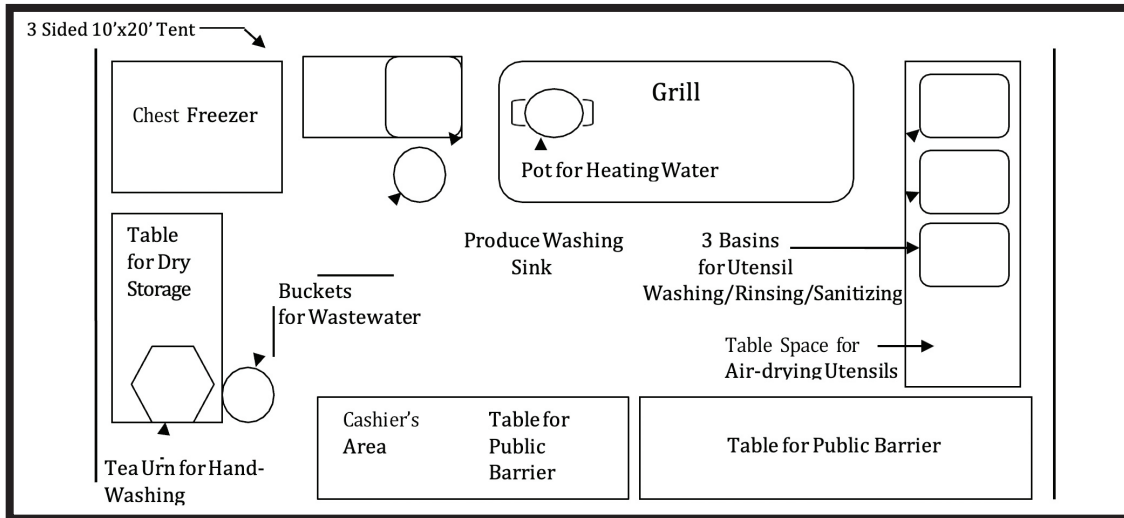 3 Sided 10’x20’ Tent
Chest Freezer
Grill
Pot for Heating Water
Table
for Dry
Storage
Produce Washing
Sink
3 Basins
for Utensil
Washing/Rinsing/Sanitizing
Buckets
for Wastewater
Table Space for
Air-drying Utensils
Cashier’s
Area
Table for
Public
Barrier
Table for Public Barrier
Tea Urn for Hand-
Washing